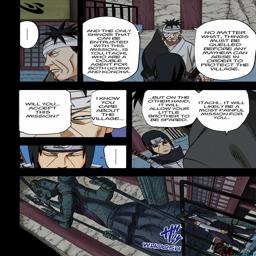 NO MATTER
WHAT, THINGS
MUST BE
QUELLED
BEFORE ANY
MAYHEM CAN
ARISE IN
ORDER TO
PROTECT THE
VILLAGE.
AND THE ONLY
SHINOBI THAT
CAN BE
ENTRUSTED
WITH THIS
MISSION...
IS YOU, ITACHI,
WHO ARE A
DOUBLE
AGENT FOR
BOTH UCHIHA
AND KONOHA.
ITACHI... IT WILL
LIKELY BE A
MOST PAINFUL
MISSION FOR
YOU...
...BUT ON THE
OTHER HAND,
IT WILL
ALLOW YOUR
LITTLE BROTHER
TO BE SPARED.
I KNOW
YOU CARE
ABOUT
THE
VILLAGE...
WILL YOU...
ACCEPT
THIS
MISSION?